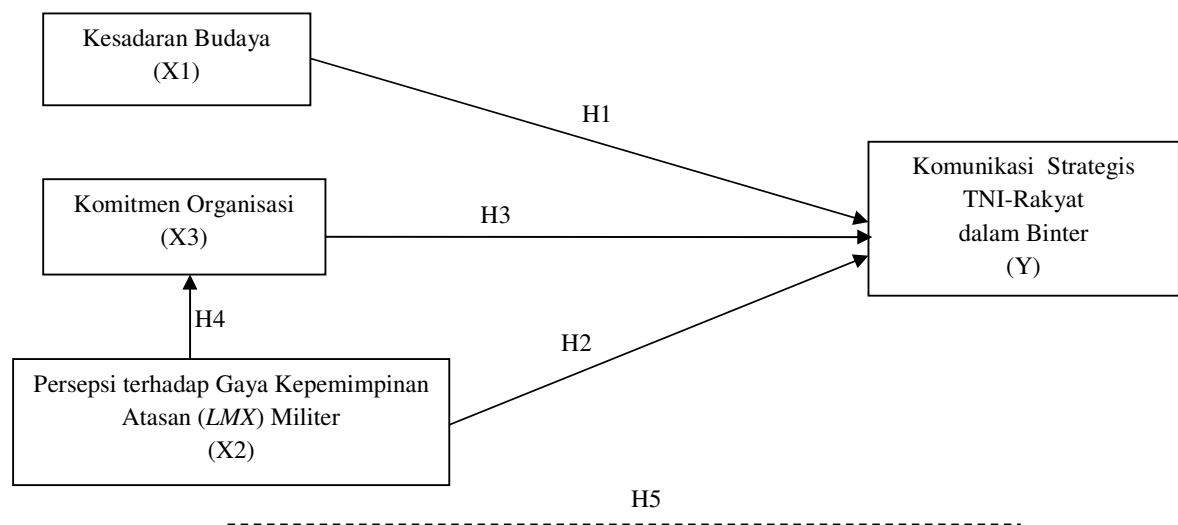 Kesadaran Budaya
(X1)
H1
Komunikasi Strategis
TNI-Rakyat
dalam Binter
(Y)
Komitmen Organisasi
(X3)
H3
H4
H2
Persepsi terhadap Gaya Kepemimpinan
Atasan (LMX) Militer
(X2)
H5